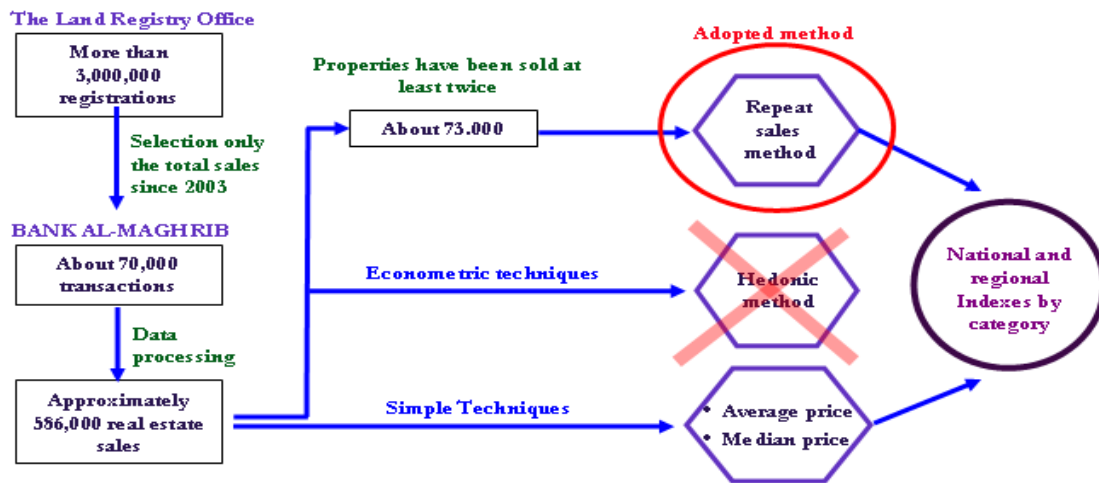 The Land Registry Office
More than
3,000,000
registrations
Selection only
the total sales
since 2003
BANK AL-MAGHRIB
About 70,000
transactions
Data
processing
Approximately
586,000 real estate
sales
Properties have been sold at
least twice
About 73.000
Econometric techniques
Simple Techniques
Adopted method
Repeat
sales
method
Hedonic
method
• Average price
• Median price
National and
regional
Indexes by
category